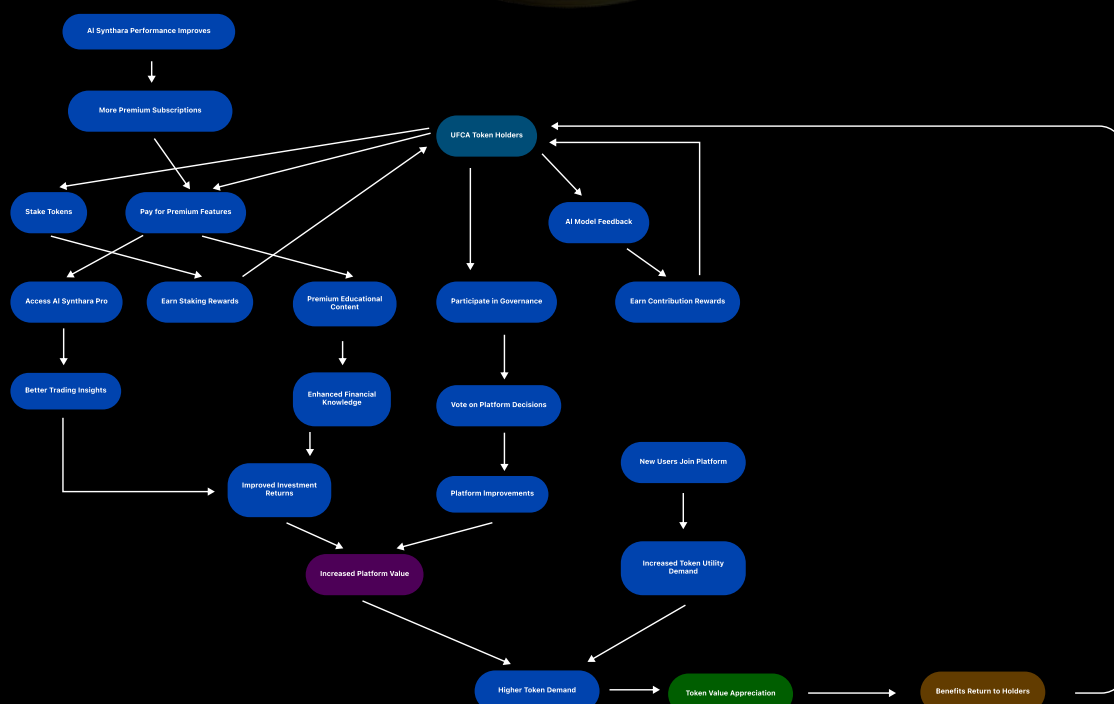 AI Synthara Performance Improves
More Premium Subscriptions
UFCA Token Holders
Stake Tokens
Pay for Premium Features
AI Model Feedback
Access AI Synthara Pro
Earn Staking Rewards
Premium Educational
Content
Participate in Governance
Earn Contribution Rewards
Better Trading Insights
Enhanced Financial
Knowledge
Vote on Platform Decisions
New Users Join Platform
Improved Investment
Returns
Platform Improvements
Increased Platform Value
Increased Token Utility
Demand
Higher Token Demand
Token Value Appreciation
Benefits Return to Holders